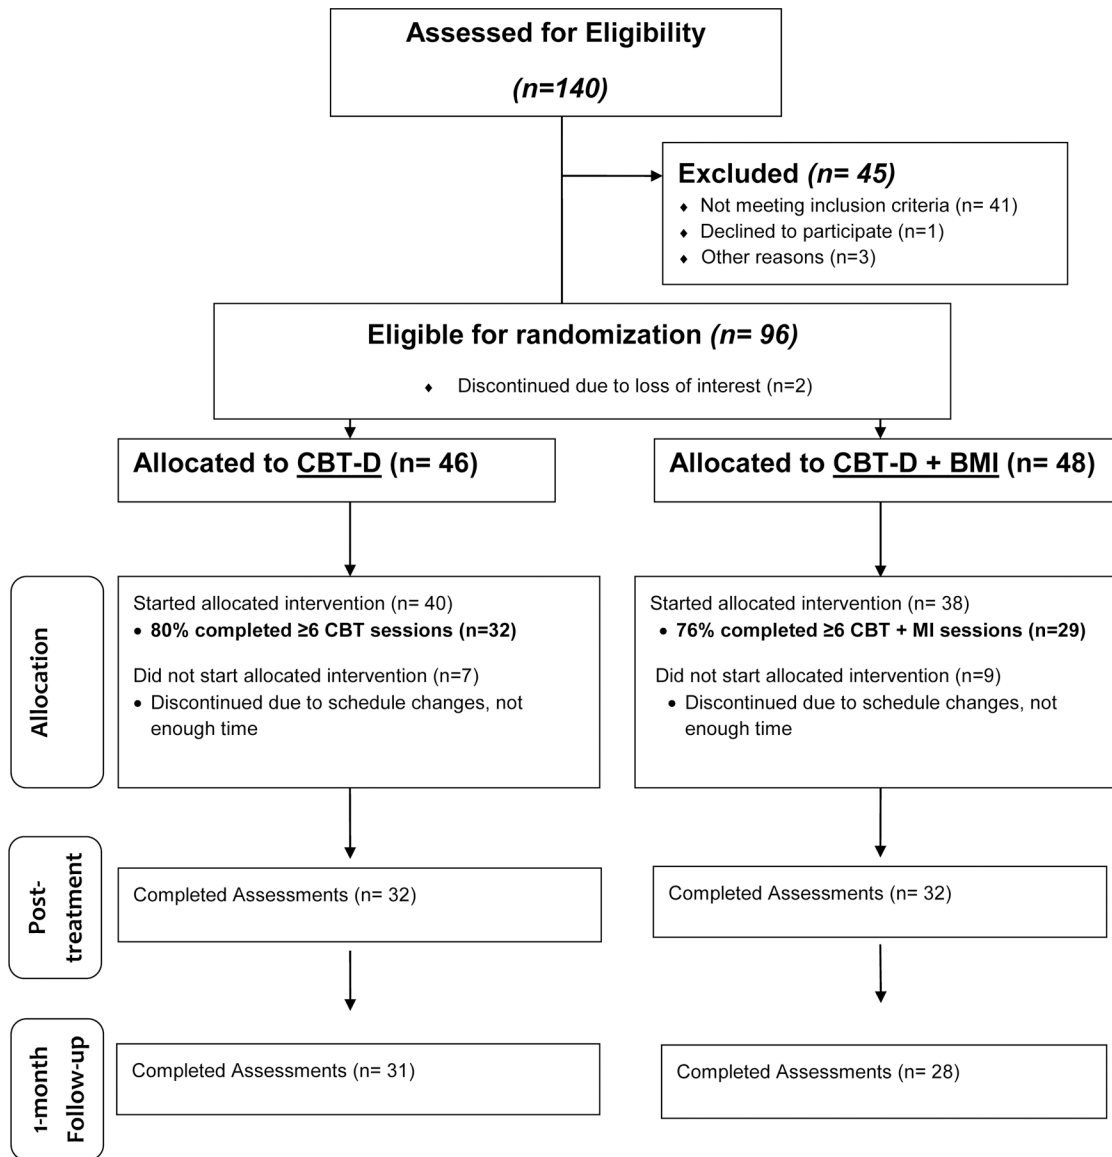 Assessed for Eligibility
(n=140)
Excluded (n= 45)
♦ Not meeting inclusion criteria (n= 41)
♦ Declined to participate (n=1)
♦ Other reasons (n=3)
Eligible for randomization (n= 96)
♦ Discontinued due to loss of interest (n=2)
Allocated to CBT-D (n= 46)
Allocated to CBT-D + BMI (n= 48)
Allocation
Started allocated intervention (n= 40)
• 80% completed ≥6 CBT sessions (n=32)
Did not start allocated intervention (n=7)
• Discontinued due to schedule changes, not
enough time
Started allocated intervention (n= 38)
• 76% completed ≥6 CBT + MI sessions (n=29)
Did not start allocated intervention (n=9)
• Discontinued due to schedule changes, not
enough time
Post-
treatment
Completed Assessments (n= 32)
Completed Assessments (n= 32)
1-month
Follow-up
Completed Assessments (n= 31)
Completed Assessments (n= 28)